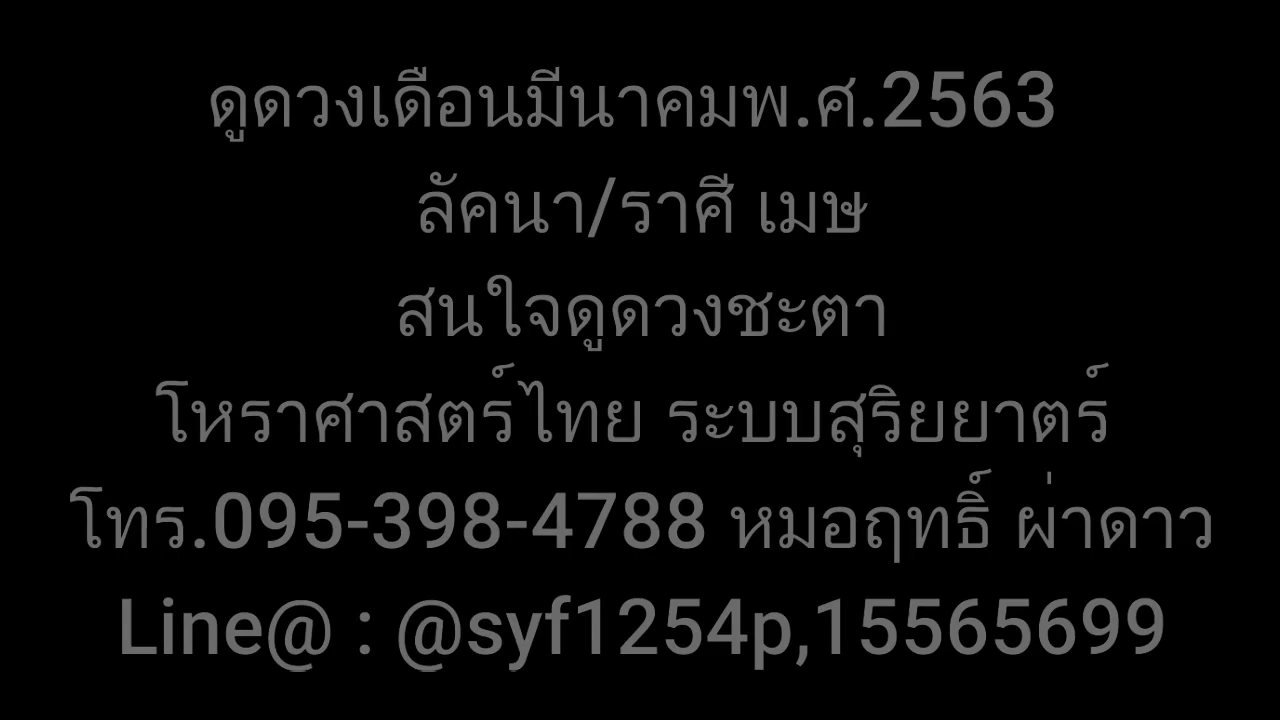 ดูดวงเดือนมีนาคมพ.ศ.2563
ลัคนา/ราศี เมษ
สนใจดูดวงชะตา
โหราศาสตร์ไทย ระบบสุริยยาตร์
โทร.095-398-4788 หมอฤทธิ์ ผ่าดาว
Line@ : @syf1254p,15565699